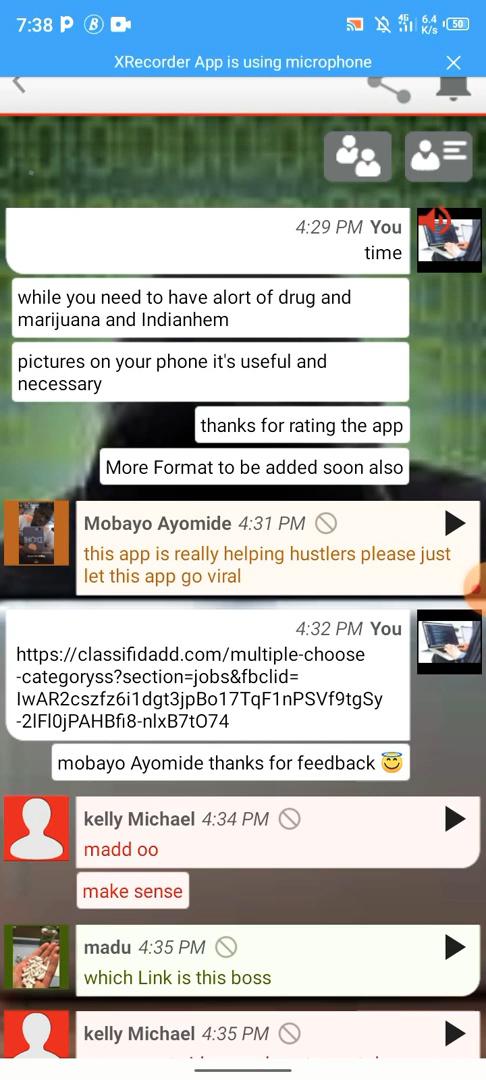 7:38
4G
6.4
K/s
50
XRecorder App is using microphone
4:29 PM You
time
while you need to have alort of drug and
marijuana and Indianhem
pictures on your phone it's useful and
necessary
thanks for rating the app
More Format to be added soon also
Mobayo Ayomide 4:31 PM
this app is really helping hustlers please just
let this app go viral
4:32 PM You
https://classifidadd.com/multiple-choose
-categoryss?section=jobs&fbclid=
IwAR2cszfz6i1dgt3jpBo17TqF1nPSVf9tgSy
-2lFl0jPAHBfi8-nlxB7tO74
mobayo Ayomide thanks for feedback 😇
kelly Michael 4:34 PM
madd oo
make sense
madu 4:35 PM
which Link is this boss
kelly Michael 4:35 PM